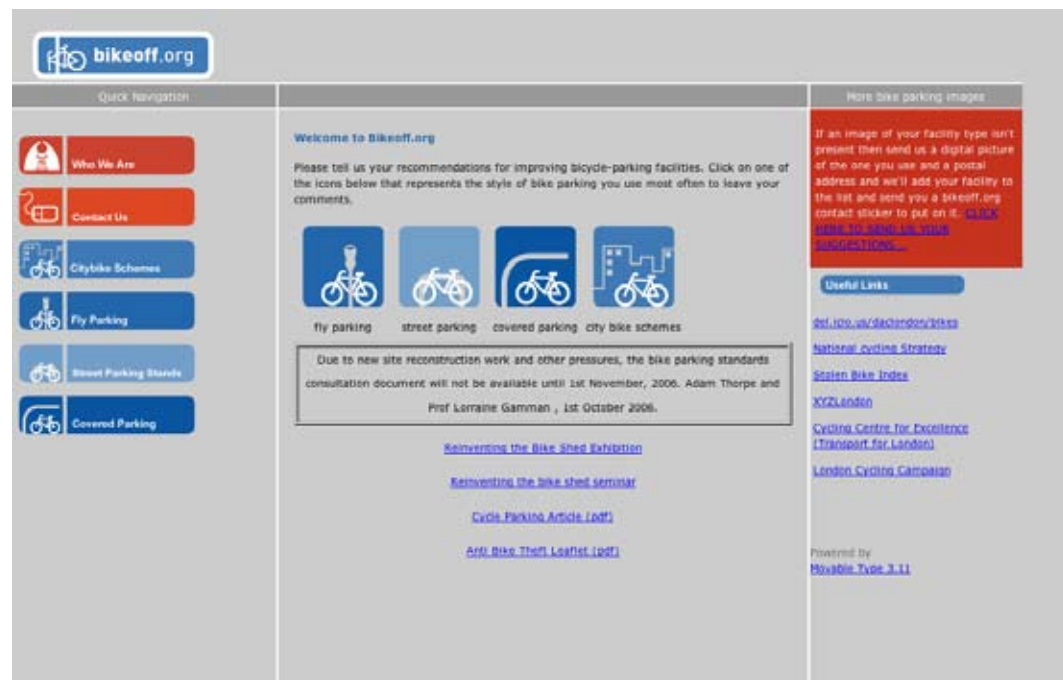 bikeoff.org
Quick Navigation
More bike parking images
Who We Are
Contact Us
Citybike Schemes
Fly Parking
Street Parking Stands
Covered Parking
Welcome to Bikeoff.org
Please tell us your recommendations for improving bicycle-parking facilities. Click on one of
the icons below that represents the style of bike parking you use most often to leave your
comments.
fly parking
street parking
covered parking
city bike schemes
Due to new site reconstruction work and other pressures, the bike parking standards
consultation document will not be available until 1st November, 2006. Adam Thorpe and
Prof Lorraine Gamman , 1st October 2006.
Reinventing the Bike Shed Exhibition
Reinventing the bike shed seminar
Cycle Parking Article (pdf)
Anti Bike Theft Leaflet (pdf)
If an image of your facility type isn't
present then send us a digital picture
of the one you use and a postal
address and we'll add your facility to
the list and send you a bikeoff.org
contact sticker to put on it. CLICK
HERE TO SEND US YOUR
SUGGESTIONS...
Useful Links
del.icio.us/daclondon/bikes
National cycling Strategy
Stolen Bike Index
XYZLondon
Cycling Centre for Excellence
(Transport for London)
London Cycling Campaign
Powered by
Movable Type 3.11